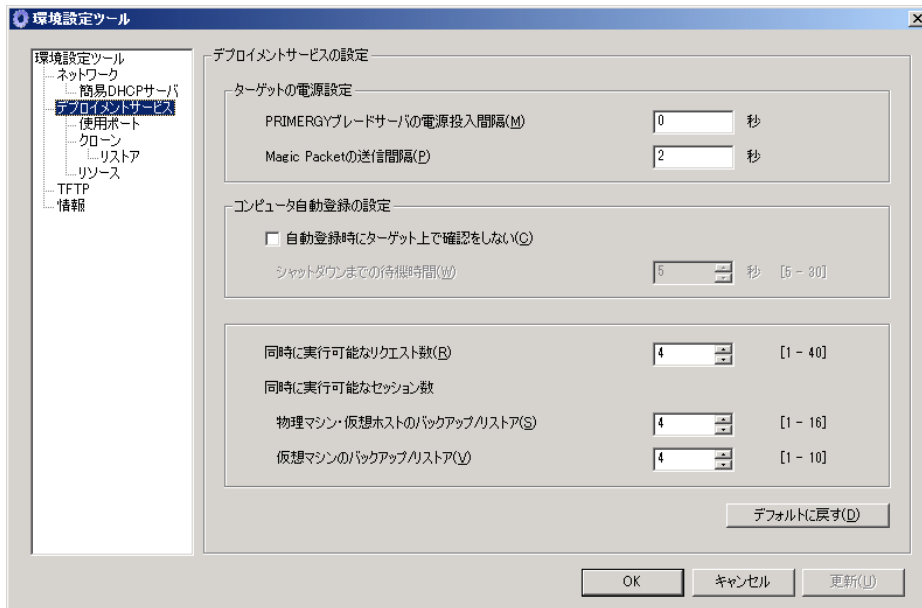 環境設定ツール
環境設定ツール
ネットワーク
簡易DHCPサーバ
デプロイメントサービス
使用ポート
クローン
リストア
リソース
TFTP
情報
デプロイメントサービスの設定
ターゲットの電源設定
PRIMERGYブレードサーバの電源投入間隔(M) 0 秒
Magic Packetの送信間隔(P) 2 秒
コンピュータ自動登録の設定
自動登録時にターゲット上で確認をしない(C)
シャットダウンまでの待機時間(W) 5 秒 [5 - 30]
同時に実行可能なリクエスト数(R) 4 [1 - 40]
同時に実行可能なセッション数
物理マシン・仮想ホストのバックアップ/リストア(S) 4 [1 - 16]
仮想マシンのバックアップ/リストア(V) 4 [1 - 10]
デフォルトに戻す(D)
OK キャンセル 更新(U)